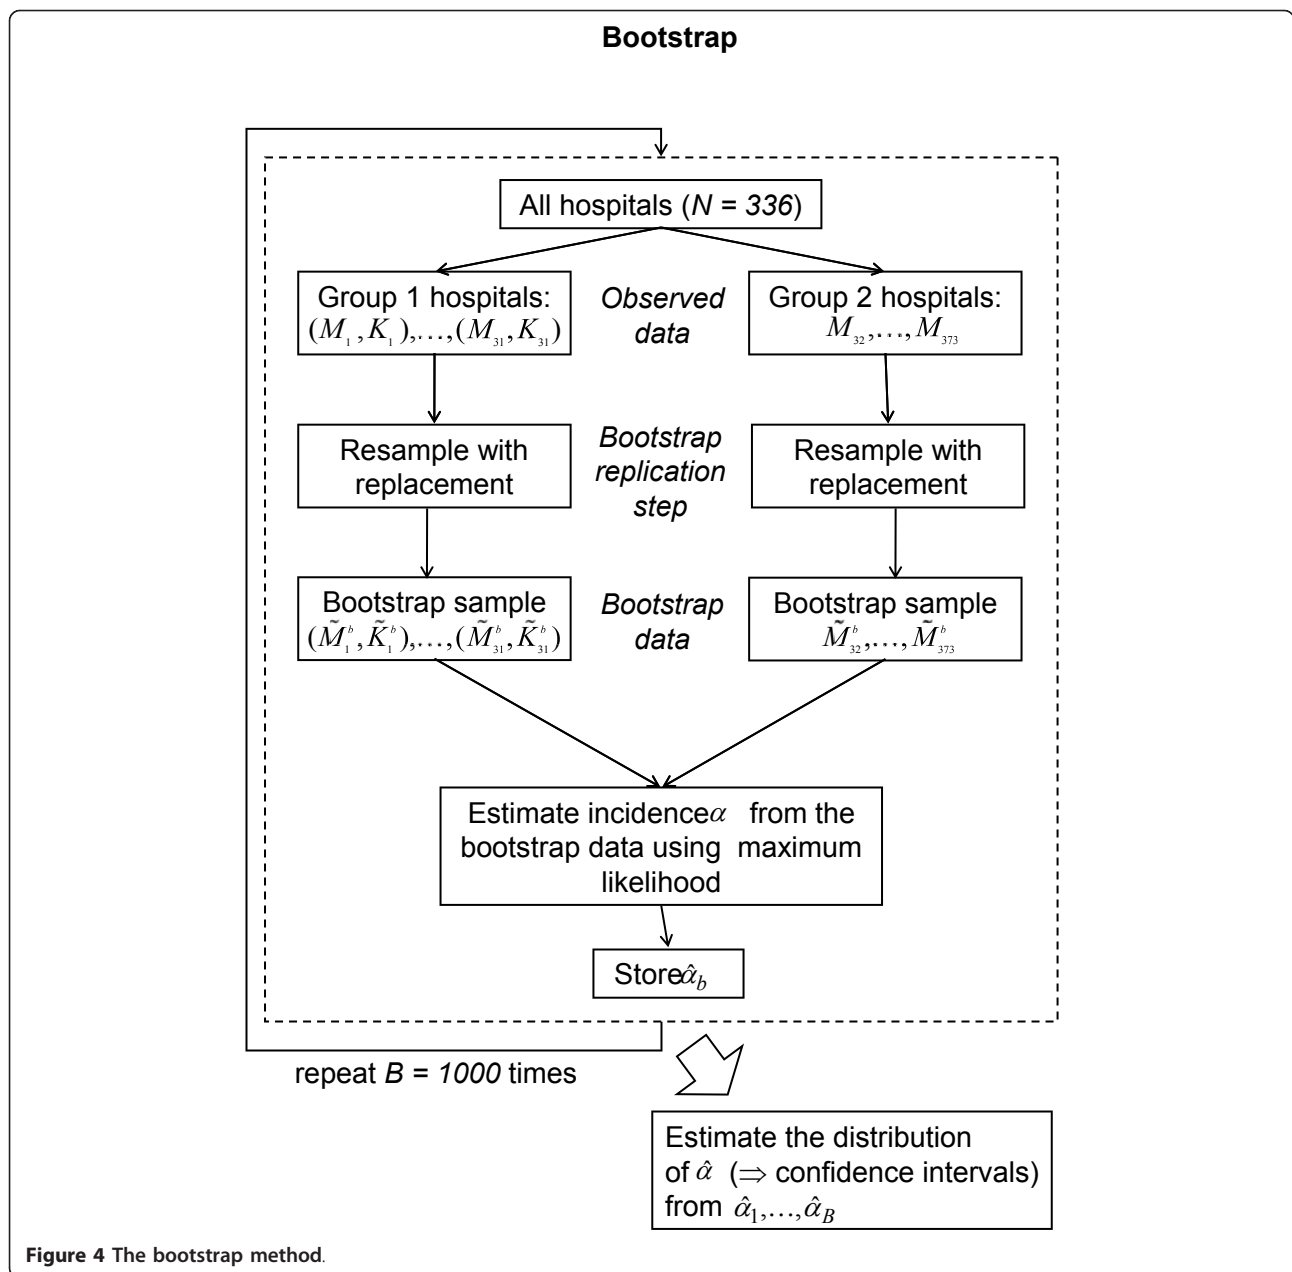 Bootstrap
All hospitals (N = 336)
Group 1 hospitals:
(M₁, K₁),…,(M₃₁, K₃₁)
Observed
data
Group 2 hospitals:
M₃₂,…, M₃₇₃
Resample with
replacement
Bootstrap
replication
step
Resample with
replacement
Bootstrap sample
(M̃₁ᵇ, K̃₁ᵇ),…,(M̃₃₁ᵇ, K̃₃₁ᵇ)
Bootstrap
data
Bootstrap sample
M̃₃₂ᵇ,…, M̃₃₇₃ᵇ
Estimate incidence α from the
bootstrap data using maximum
likelihood
Store α̂_b
repeat B = 1000 times
Estimate the distribution
of α̂ (⇒ confidence intervals)
from α̂₁,…,α̂_B
Figure 4 The bootstrap method.